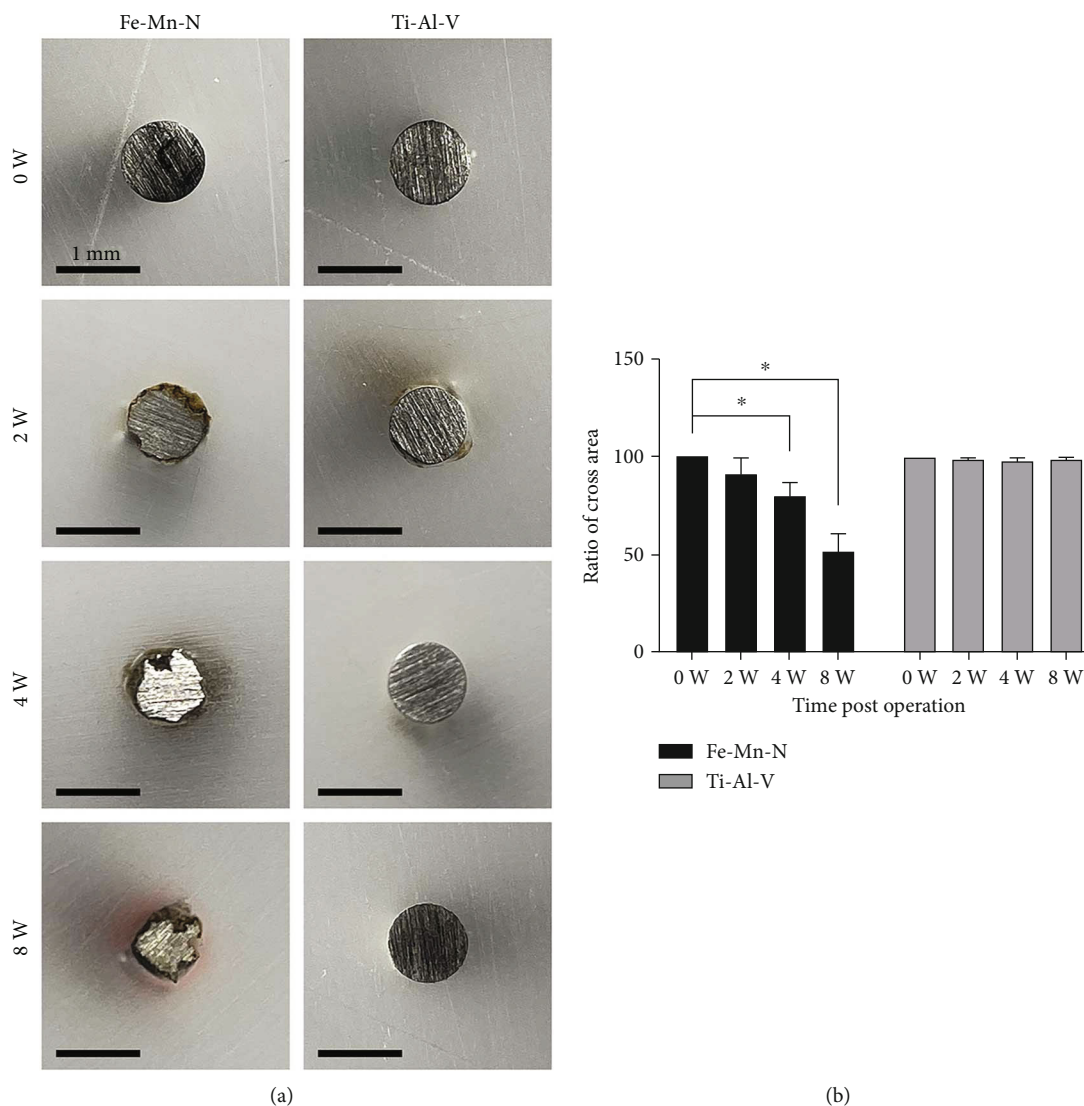 Fe-Mn-N
Ti-Al-V
0 W
1 mm
2 W
4 W
8 W
(a)
150
100
50
0
Ratio of cross area
*
*
0 W 2 W 4 W 8 W 0 W 2 W 4 W 8 W
Time post operation
Fe-Mn-N
Ti-Al-V
(b)